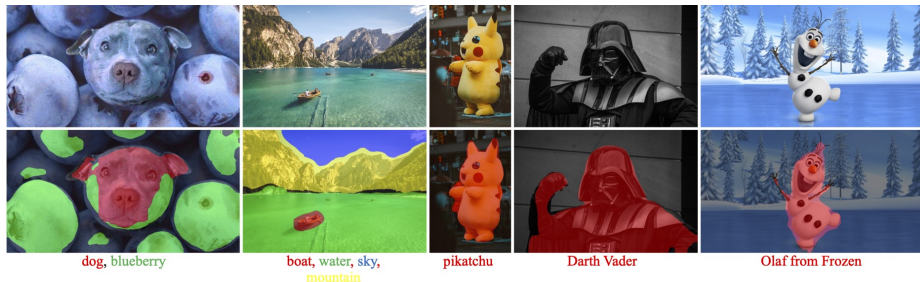 dog, blueberry
boat, water, sky,
mountain
pikatchu
Darth Vader
Olaf from Frozen